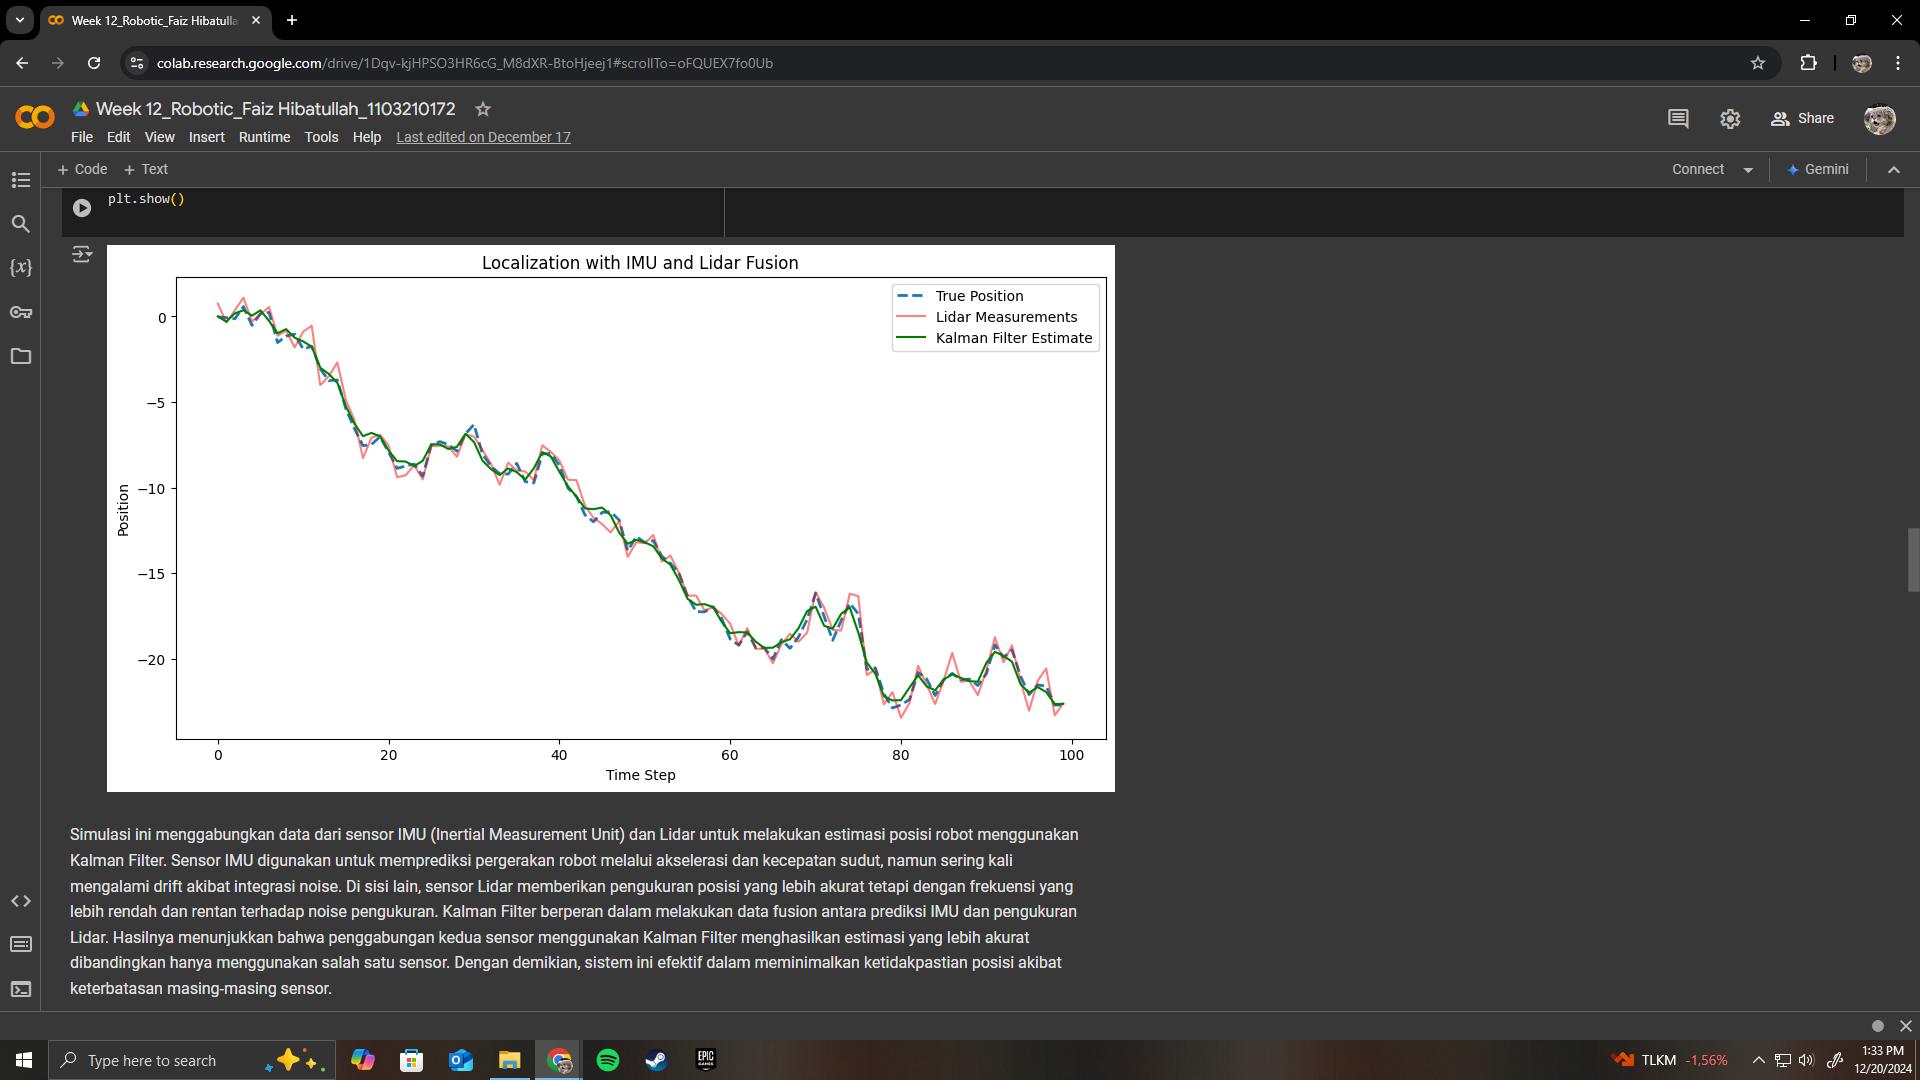 Week 12_Robotic_Faiz Hibatulla
colab.research.google.com/drive/1Dqv-kjHPSO3HR6cG_M8dXR-BtoHjeej1#scrollTo=oFQUEX7fo0Ub
Week 12_Robotic_Faiz Hibatullah_1103210172
File Edit View Insert Runtime Tools Help Last edited on December 17
Share
+ Code + Text
Connect
Gemini
plt.show()
Localization with IMU and Lidar Fusion
True Position
Lidar Measurements
Kalman Filter Estimate
Position
0
−5
−10
−15
−20
0 20 40 60 80 100
Time Step
Simulasi ini menggabungkan data dari sensor IMU (Inertial Measurement Unit) dan Lidar untuk melakukan estimasi posisi robot menggunakan
Kalman Filter. Sensor IMU digunakan untuk memprediksi pergerakan robot melalui akselerasi dan kecepatan sudut, namun sering kali
mengalami drift akibat integrasi noise. Di sisi lain, sensor Lidar memberikan pengukuran posisi yang lebih akurat tetapi dengan frekuensi yang
lebih rendah dan rentan terhadap noise pengukuran. Kalman Filter berperan dalam melakukan data fusion antara prediksi IMU dan pengukuran
Lidar. Hasilnya menunjukkan bahwa penggabungan kedua sensor menggunakan Kalman Filter menghasilkan estimasi yang lebih akurat
dibandingkan hanya menggunakan salah satu sensor. Dengan demikian, sistem ini efektif dalam meminimalkan ketidakpastian posisi akibat
keterbatasan masing-masing sensor.
Type here to search
EPIC
GAMES
TLKM -1,56%
1:33 PM
12/20/2024